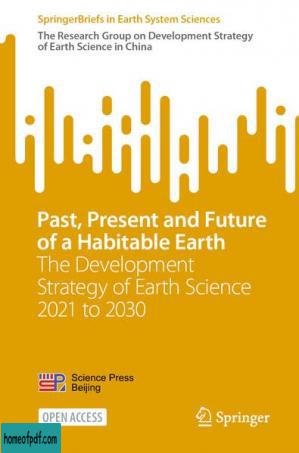 SpringerBriefs in Earth System Sciences
The Research Group on Development Strategy
of Earth Science in China
Past, Present and Future
of a Habitable Earth
The Development
Strategy of Earth Science
2021 to 2030
Science Press
Beijing
OPEN ACCESS
Springer
homeofpdf.com